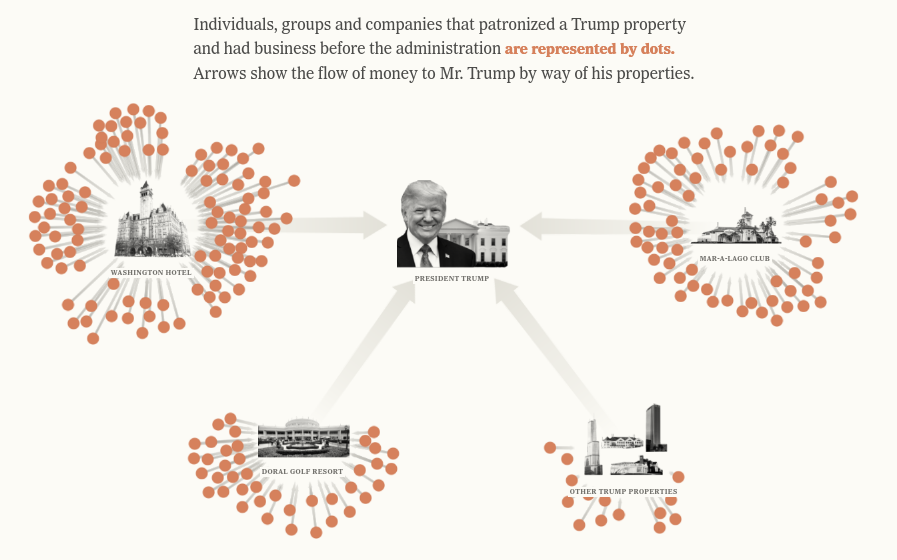 Individuals, groups and companies that patronized a Trump property
and had business before the administration are represented by dots.
Arrows show the flow of money to Mr. Trump by way of his properties.
WASHINGTON HOTEL
PRESIDENT TRUMP
MAR-A-LAGO CLUB
DORAL GOLF RESORT
OTHER TRUMP PROPERTIES